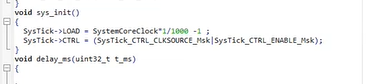 }
void sys_init()
{
SysTick->LOAD = SystemCoreClock*1/1000 -1 ;
SysTick->CTRL = (SysTick_CTRL_CLKSOURCE_Msk|SysTick_CTRL_ENABLE_Msk);
}
void delay_ms(uint32_t t_ms)
{